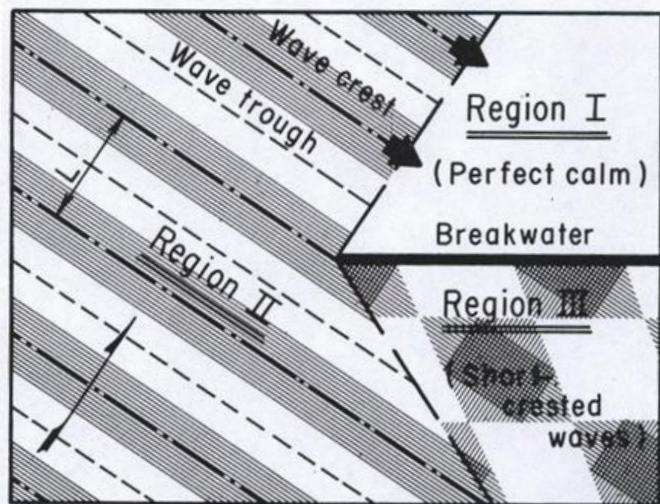 Wave crest
Wave trough
Region I
(Perfect calm)
L
Breakwater
Region II
Region III
(Short-
crested
waves)